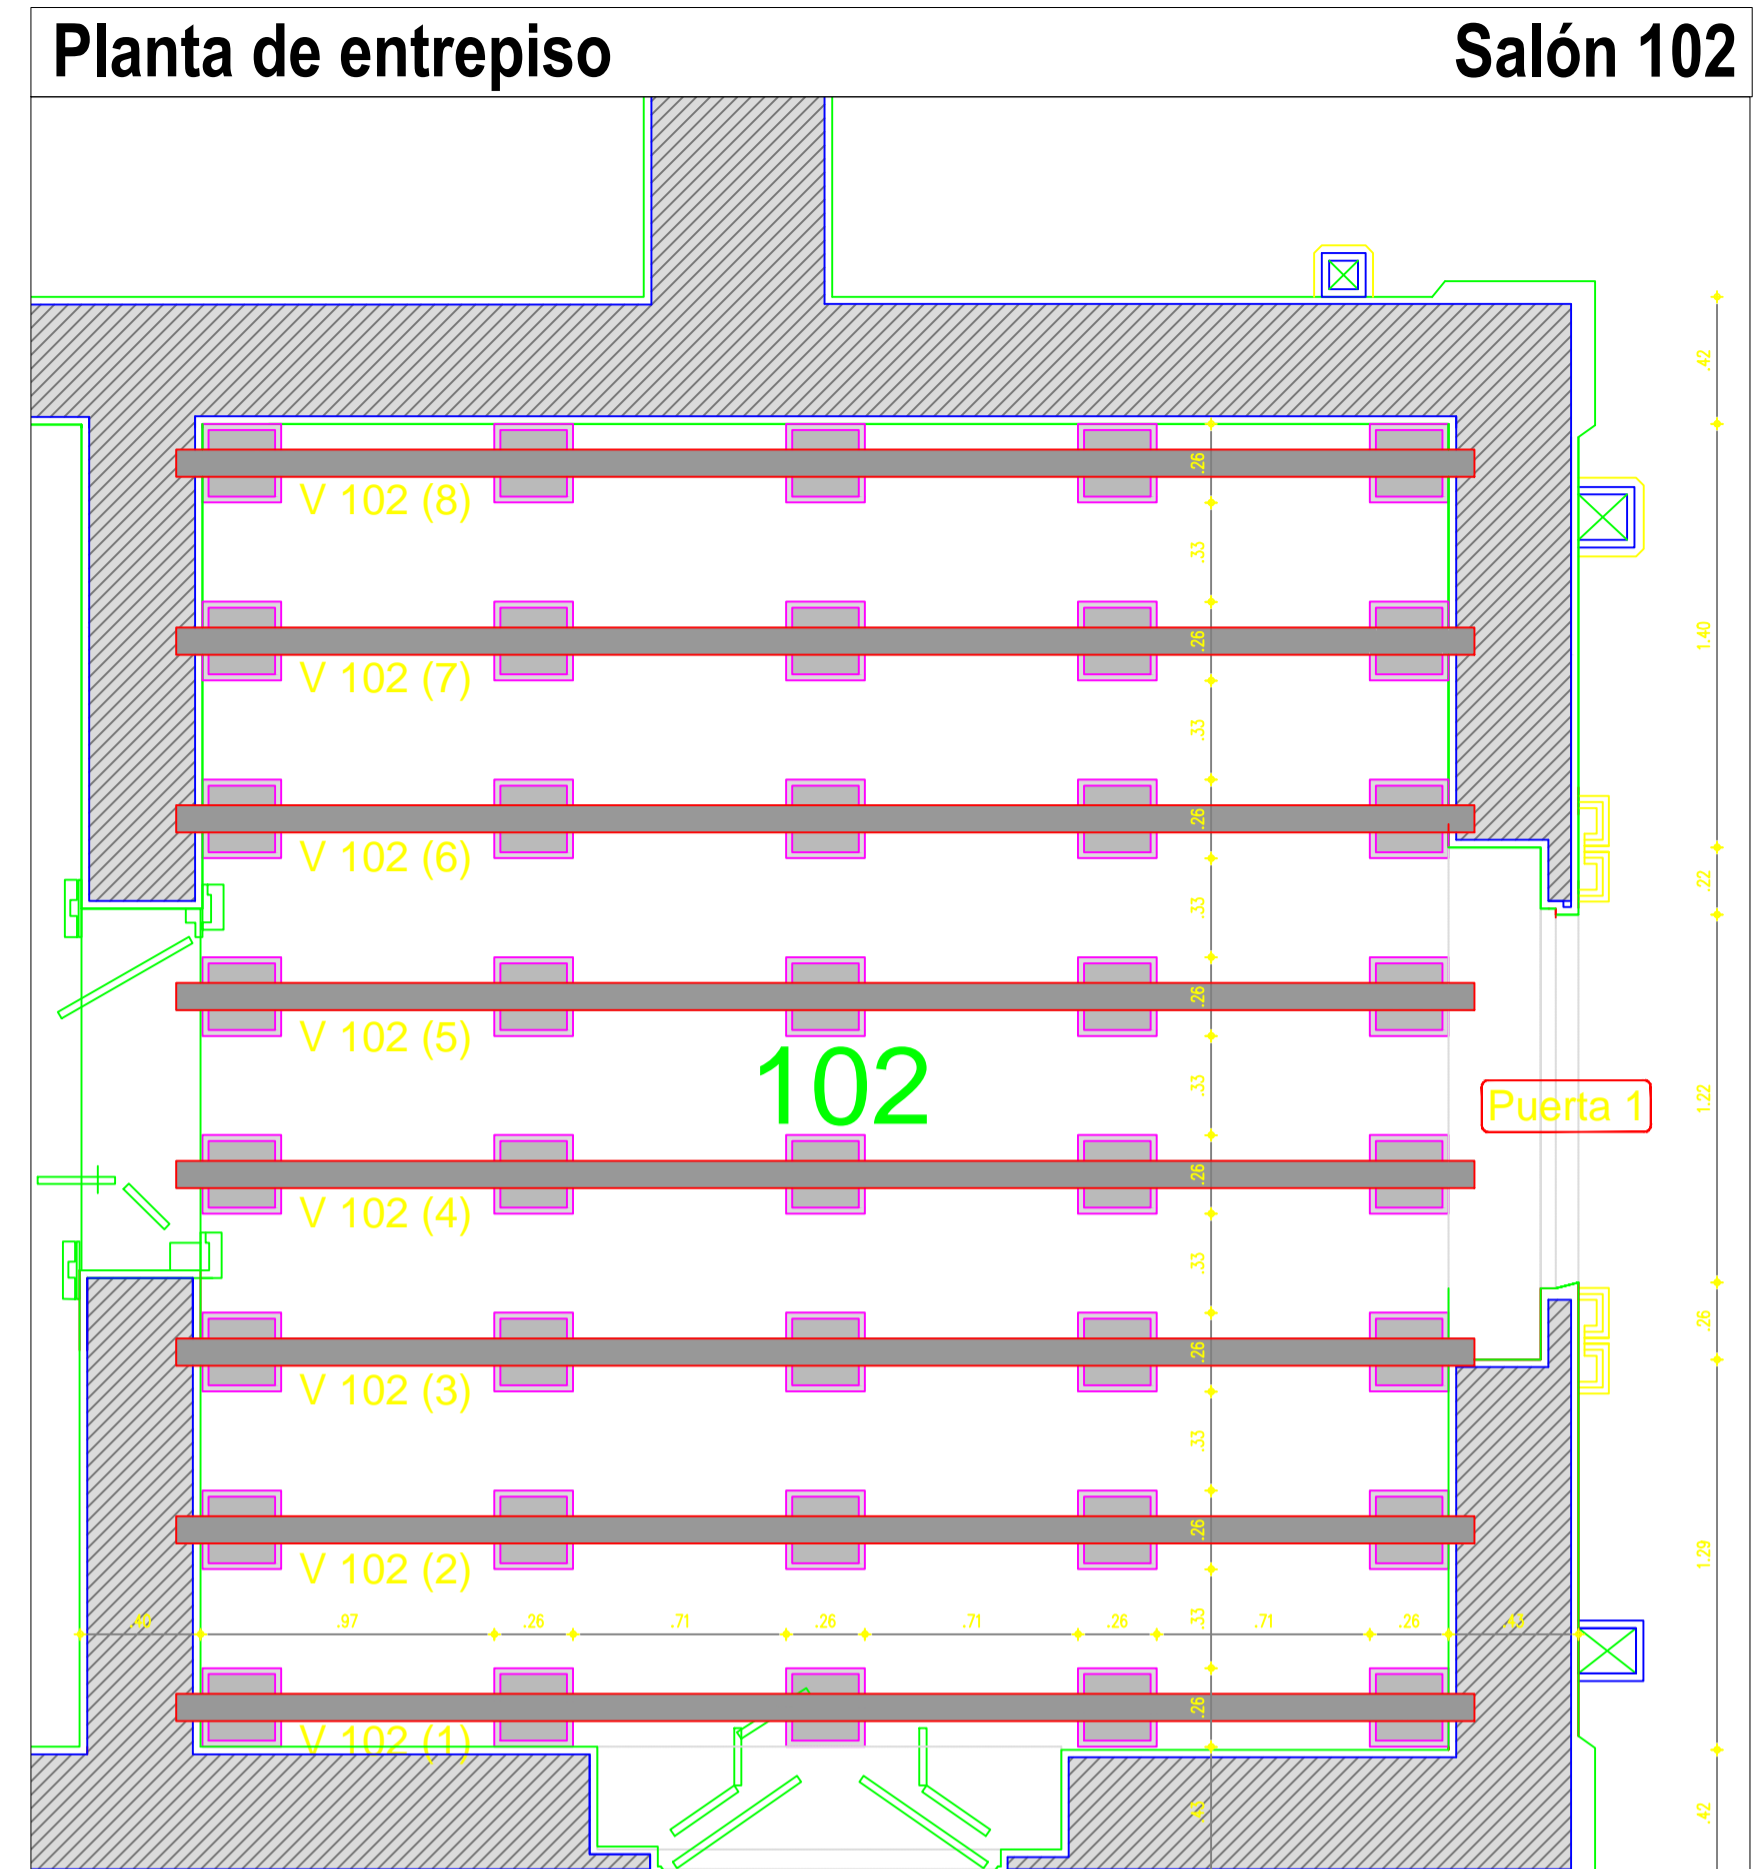 Planta de entrepiso Salón 102
.42
.26
V 102 (8)
.33
1.40
.26
V 102 (7)
.33
.26
V 102 (6)
.22
.33
.26
V 102 (5)
102
.33
Puerta 1
1.22
.26
V 102 (4)
.33
.26
.26
V 102 (3)
.33
.26
1.29
V 102 (2)
.40 .97 .26 .71 .26 .71 .26 .33 .71 .26 .43
.26
V 102 (1)
.43
.42